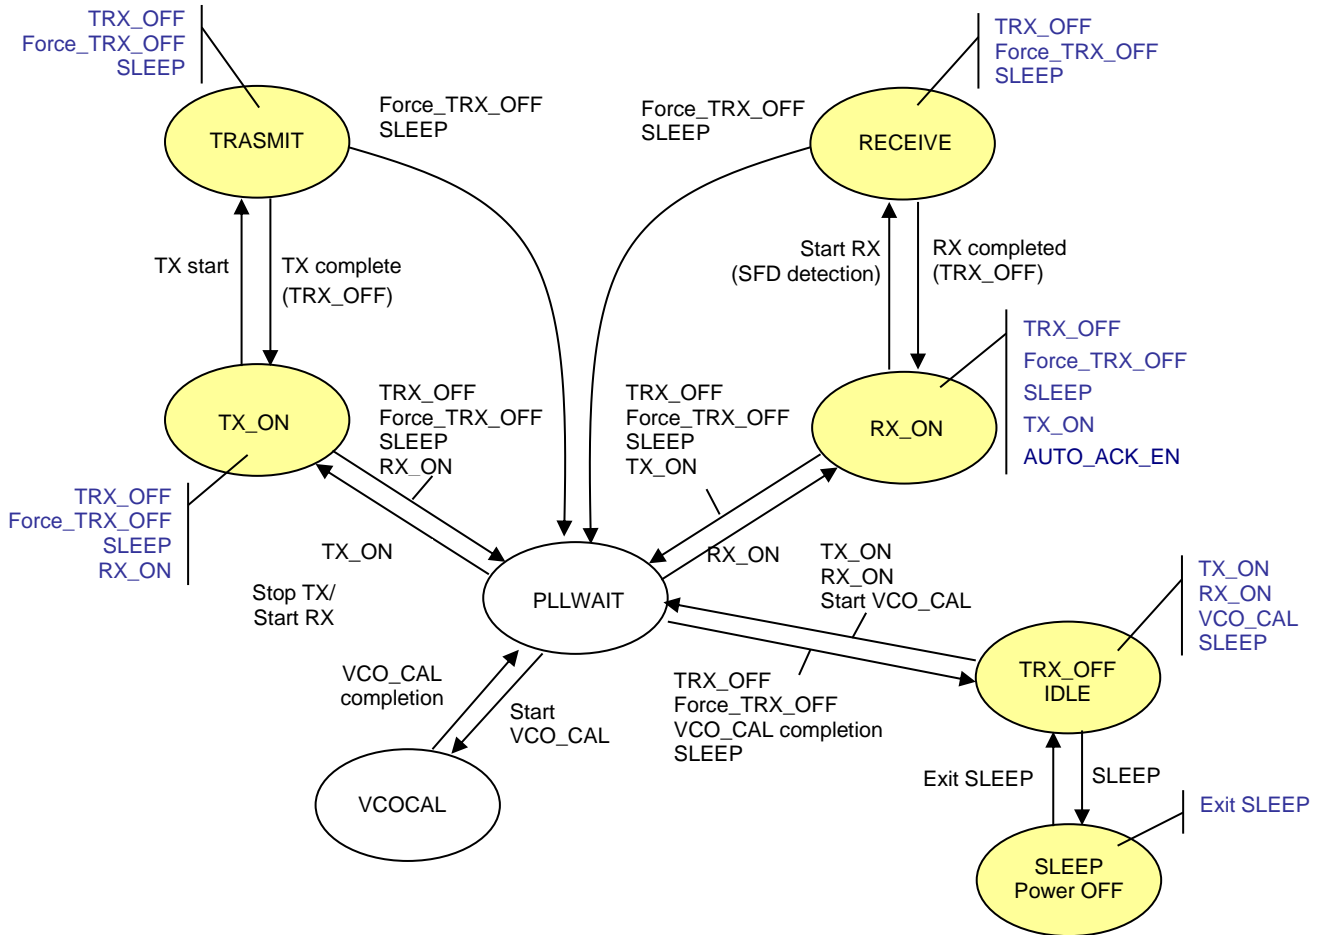 TRX_OFF
Force_TRX_OFF
SLEEP
TRX_OFF
Force_TRX_OFF
SLEEP
TRASMIT
Force_TRX_OFF
SLEEP
Force_TRX_OFF
SLEEP
RECEIVE
TX start
TX complete
(TRX_OFF)
Start RX
(SFD detection)
RX completed
(TRX_OFF)
TX_ON
TRX_OFF
Force_TRX_OFF
SLEEP
RX_ON
TRX_OFF
Force_TRX_OFF
SLEEP
TX_ON
RX_ON
TRX_OFF
Force_TRX_OFF
SLEEP
TX_ON
AUTO_ACK_EN
TRX_OFF
Force_TRX_OFF
SLEEP
RX_ON
TX_ON
Stop TX/
Start RX
PLLWAIT
RX_ON
TX_ON
RX_ON
Start VCO_CAL
TX_ON
RX_ON
VCO_CAL
SLEEP
VCO_CAL
completion
Start
VCO_CAL
TRX_OFF
Force_TRX_OFF
VCO_CAL completion
SLEEP
TRX_OFF
IDLE
VCOCAL
Exit SLEEP
SLEEP
Exit SLEEP
SLEEP
Power OFF